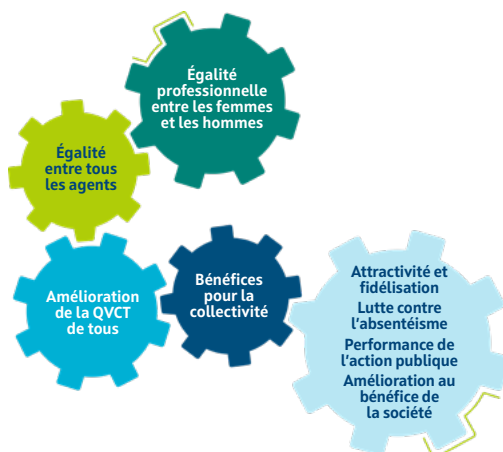 Égalité
professionnelle
entre les femmes
et les hommes
Égalité
entre tous
les agents
Amélioration
de la QVCT
de tous
Bénéfices
pour la
collectivité
Attractivité et
fidélisation
Lutte contre
l'absentéisme
Performance de
l'action publique
Amélioration au
bénéfice de
la société